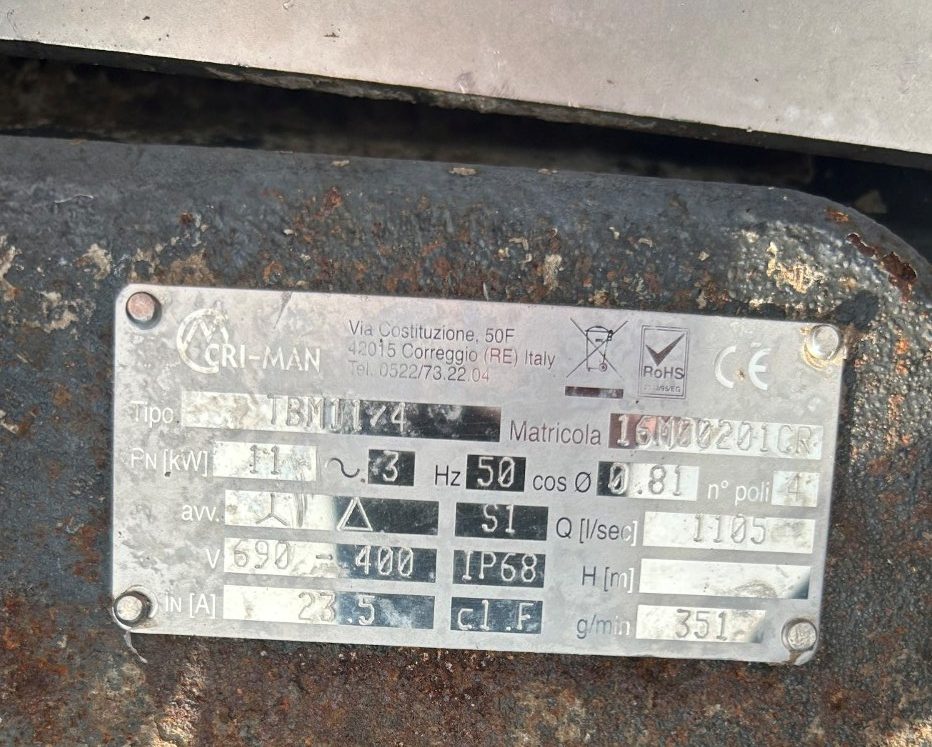 CRI-MAN
Via Costituzione, 50F
42015 Correggio (RE) Italy
Tel. 0522/73.22.04
RoHS
CE
Tipo TBM11/4 Matricola 16M00201CR
PN [kW] 11 ~ 3 Hz 50 cos Ø 0.81 n° poli 4
avv. S1 Q [l/sec] 1105
V 690 - 400 IP68 H [m]
IN [A] 23.5 cl.F g/min 351